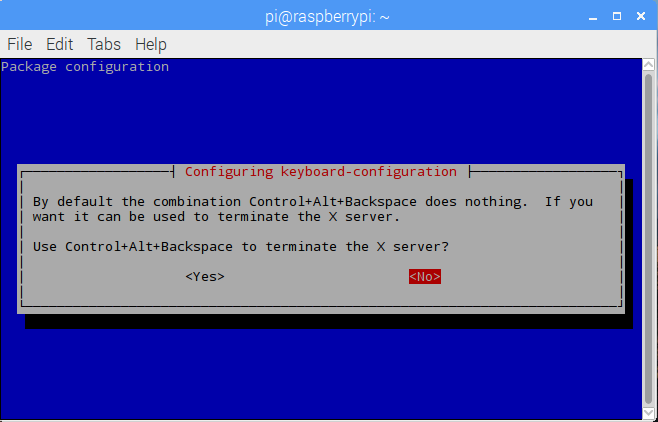 pi@raspberrypi: ~
File Edit Tabs Help
Package configuration
Configuring keyboard-configuration
By default the combination Control+Alt+Backspace does nothing.  If you
want it can be used to terminate the X server.
Use Control+Alt+Backspace to terminate the X server?
<Yes> <No>